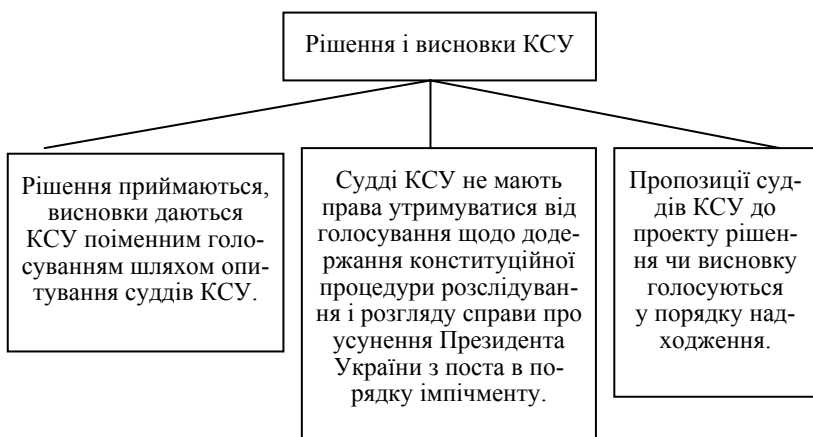 Рішення і висновки КСУ
Рішення приймаються,
висновки даються
КСУ поіменним голо-
суванням шляхом опи-
тування суддів КСУ.
Судді КСУ не мають
права утримуватися від
голосування щодо доде-
ржання конституційної
процедури розслідуван-
ня і розгляду справи про
усунення Президента
України з поста в по-
рядку імпічменту.
Пропозиції суд-
дів КСУ до
проекту рішен-
ня чи висновку
голосуються
у порядку над-
ходження.